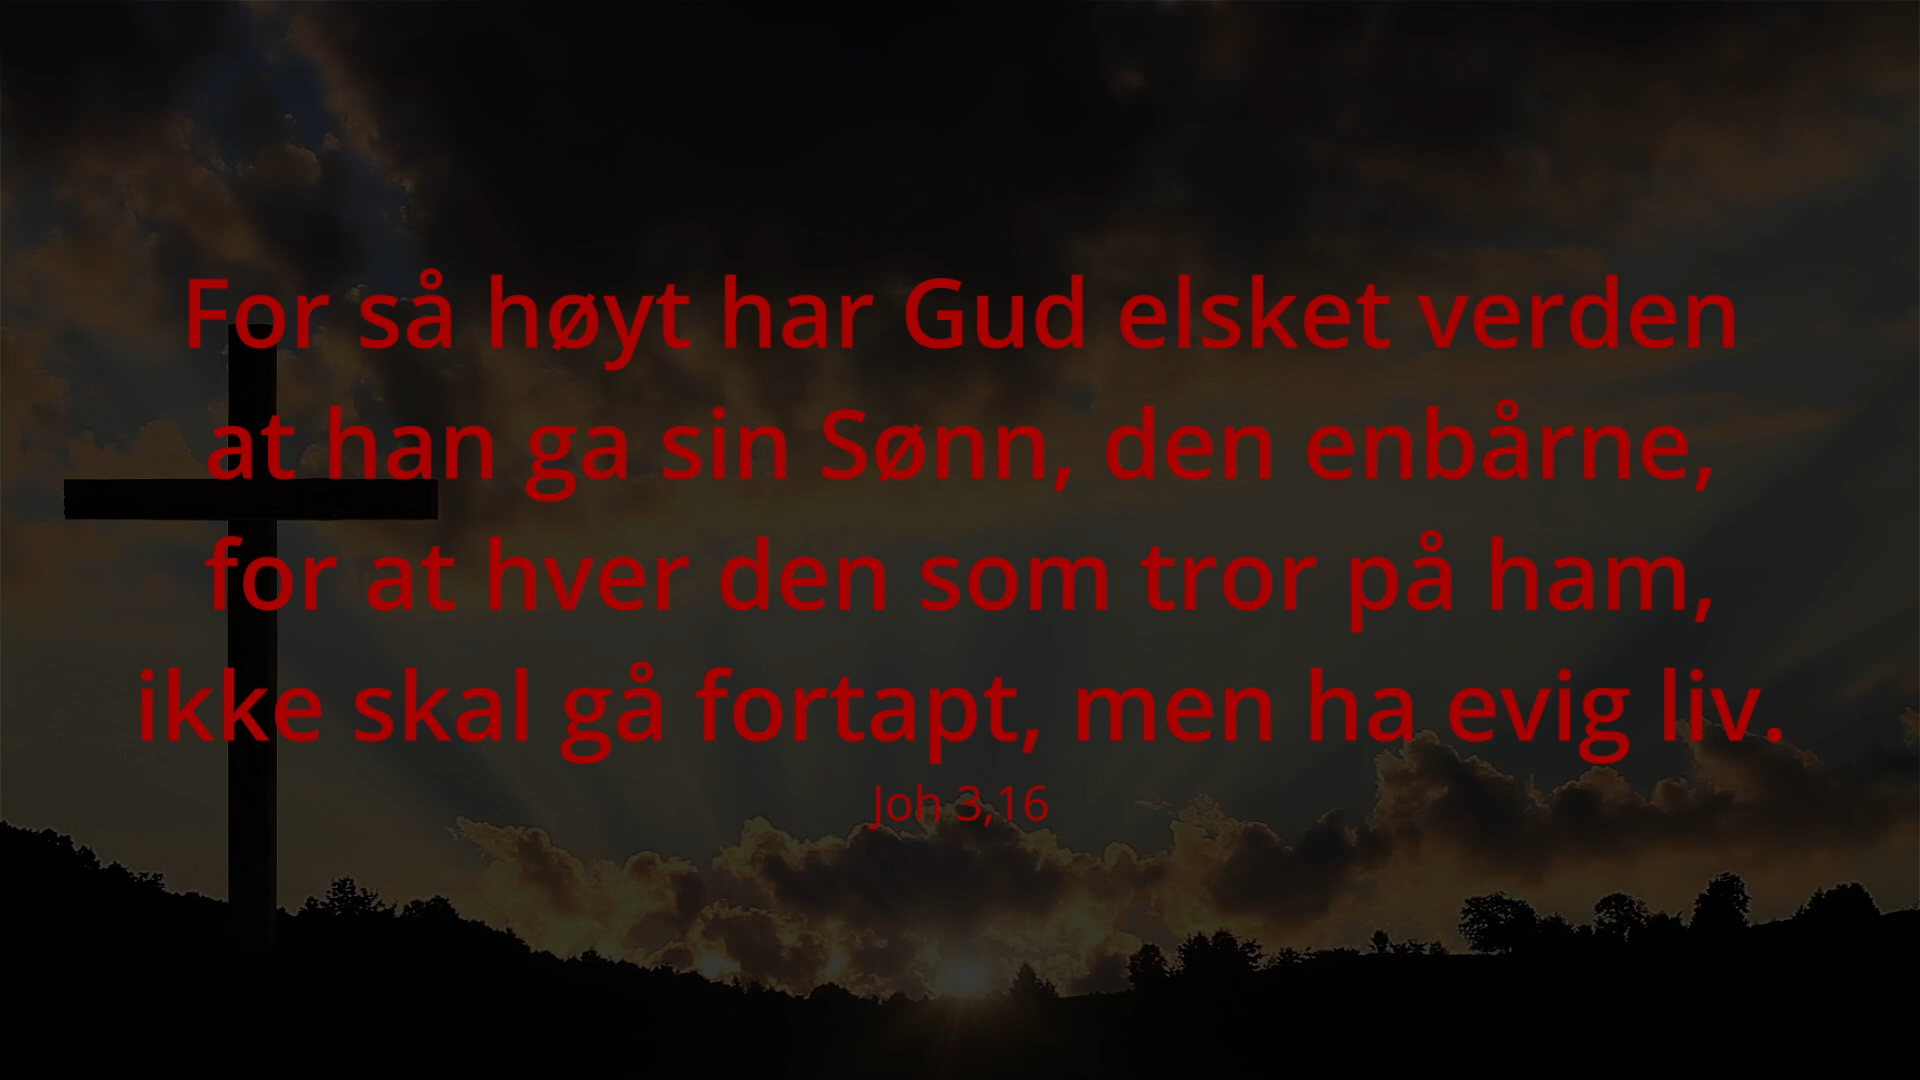 For så høyt har Gud elsket verden
at han ga sin Sønn, den enbårne,
for at hver den som tror på ham,
ikke skal gå fortapt, men ha evig liv.
Joh 3,16